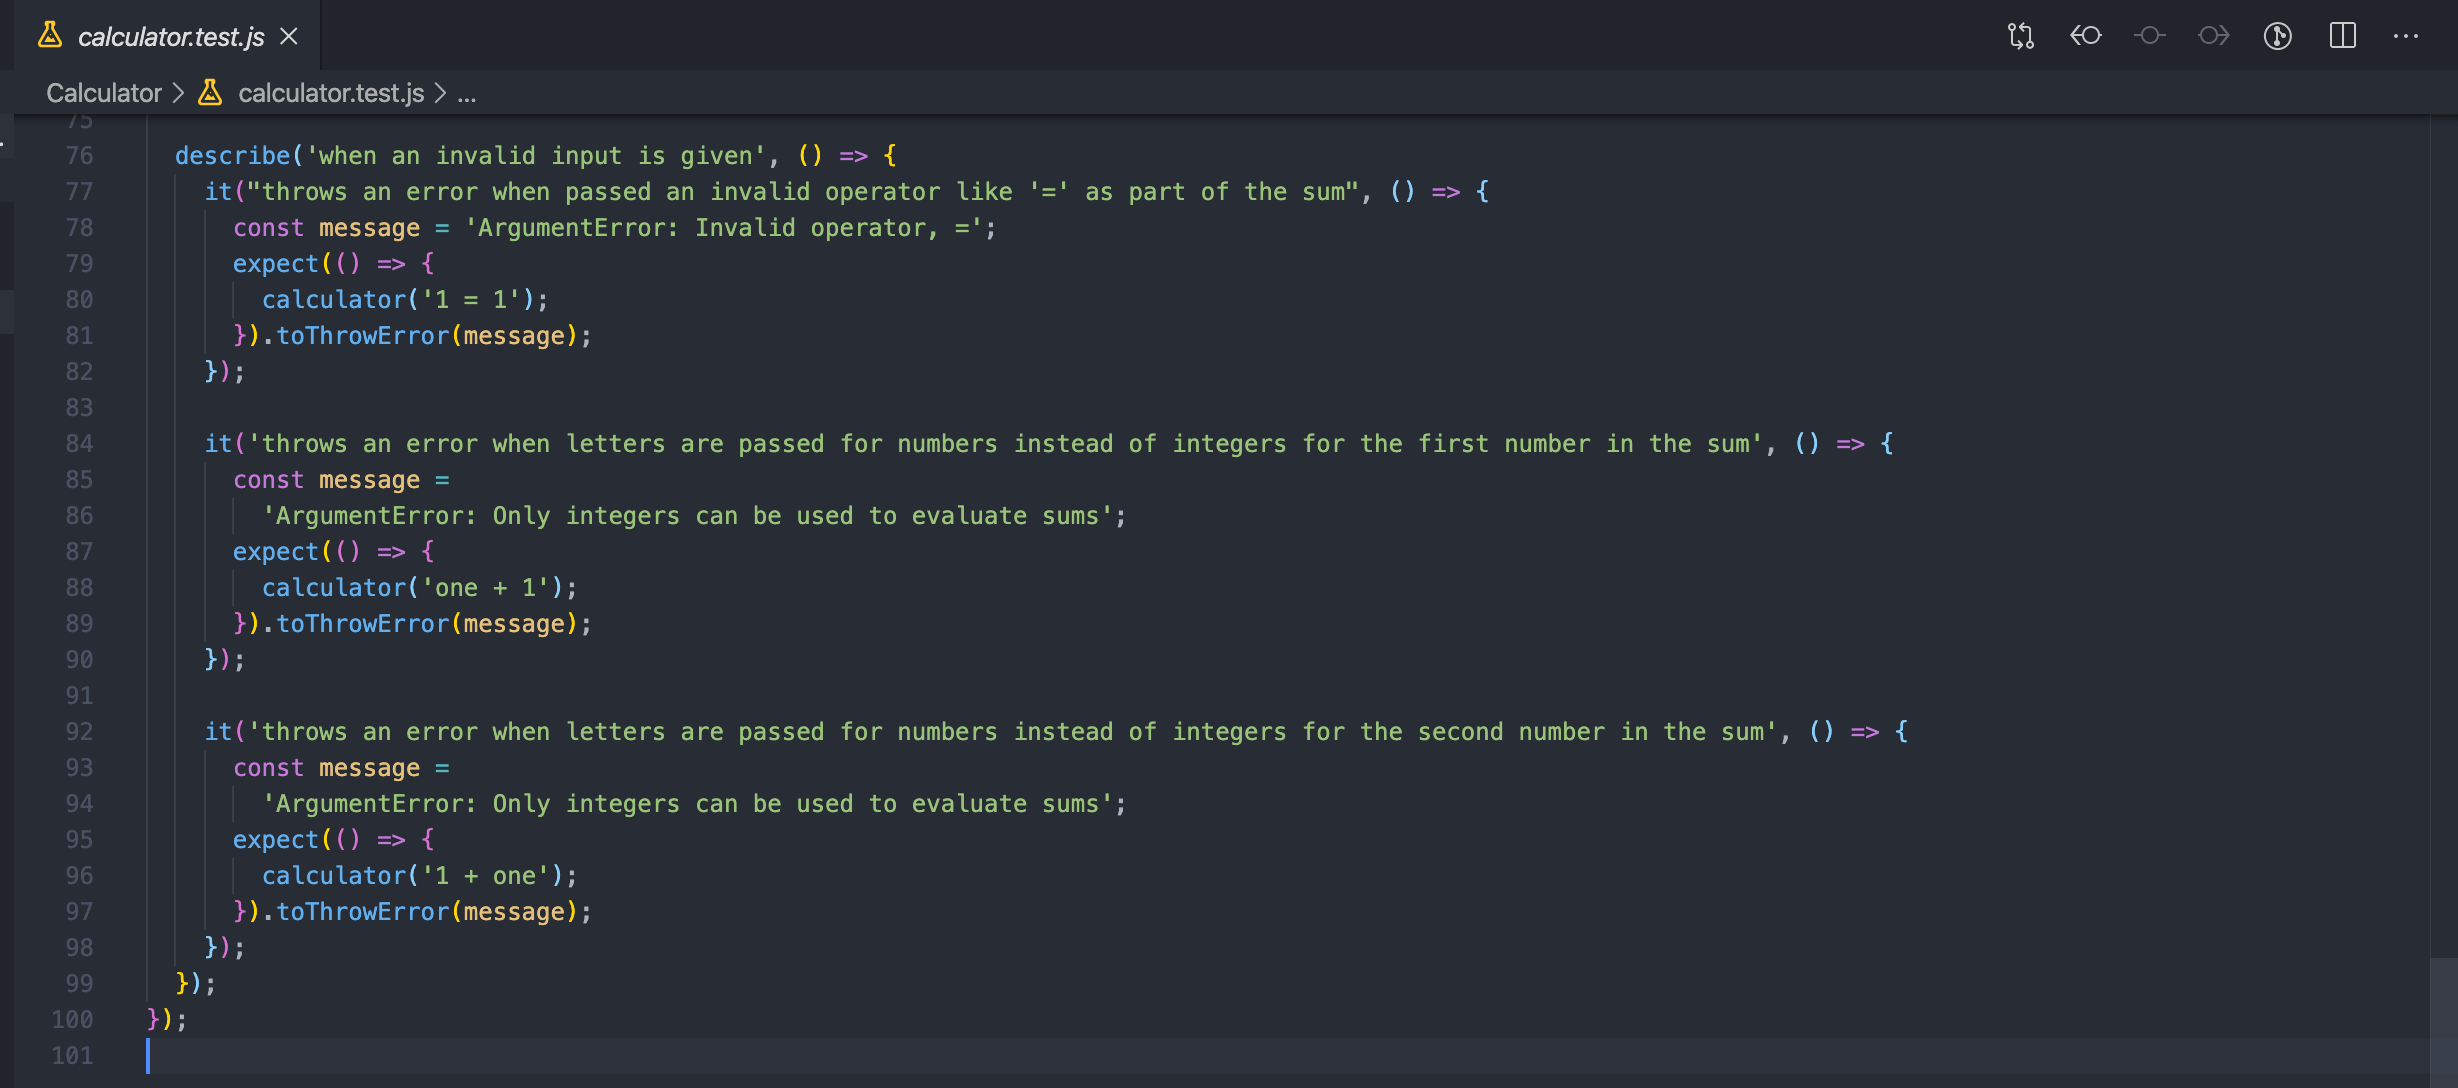 calculator.test.js
Calculator > calculator.test.js > ...
75
76 describe('when an invalid input is given', () => {
77 it("throws an error when passed an invalid operator like '=' as part of the sum", () => {
78 const message = 'ArgumentError: Invalid operator, =';
79 expect(() => {
80 calculator('1 = 1');
81 }).toThrowError(message);
82 });
83
84 it('throws an error when letters are passed for numbers instead of integers for the first number in the sum', () => {
85 const message =
86 'ArgumentError: Only integers can be used to evaluate sums';
87 expect(() => {
88 calculator('one + 1');
89 }).toThrowError(message);
90 });
91
92 it('throws an error when letters are passed for numbers instead of integers for the second number in the sum', () => {
93 const message =
94 'ArgumentError: Only integers can be used to evaluate sums';
95 expect(() => {
96 calculator('1 + one');
97 }).toThrowError(message);
98 });
99 });
100 });
101